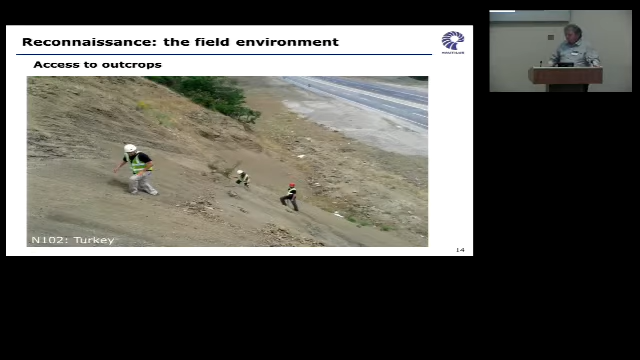 Reconnaissance: the field environment
Access to outcrops
N102: Turkey
14